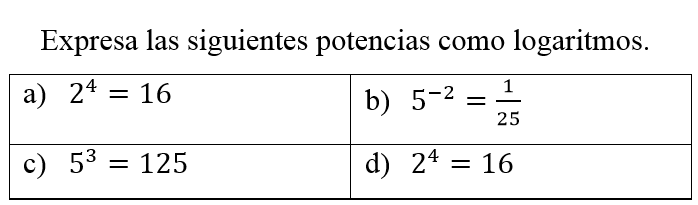 Expresa las siguientes potencias como logaritmos.
a) 2⁴ = 16
b) 5⁻² = 1/25
c) 5³ = 125
d) 2⁴ = 16